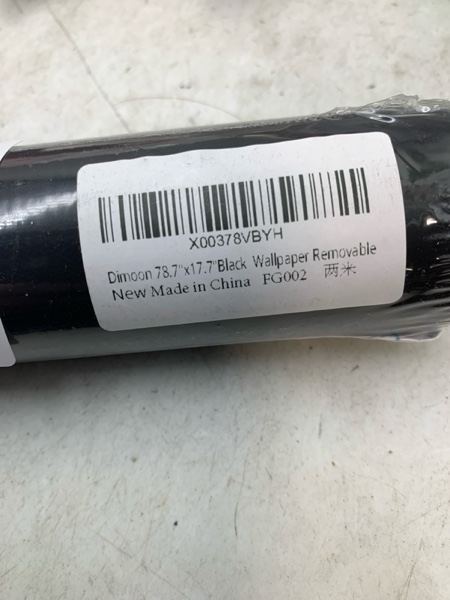 X00378VBYH
Dimoon 78.7"x17.7"Black Wallpaper Removable
New Made in China FG002 两米